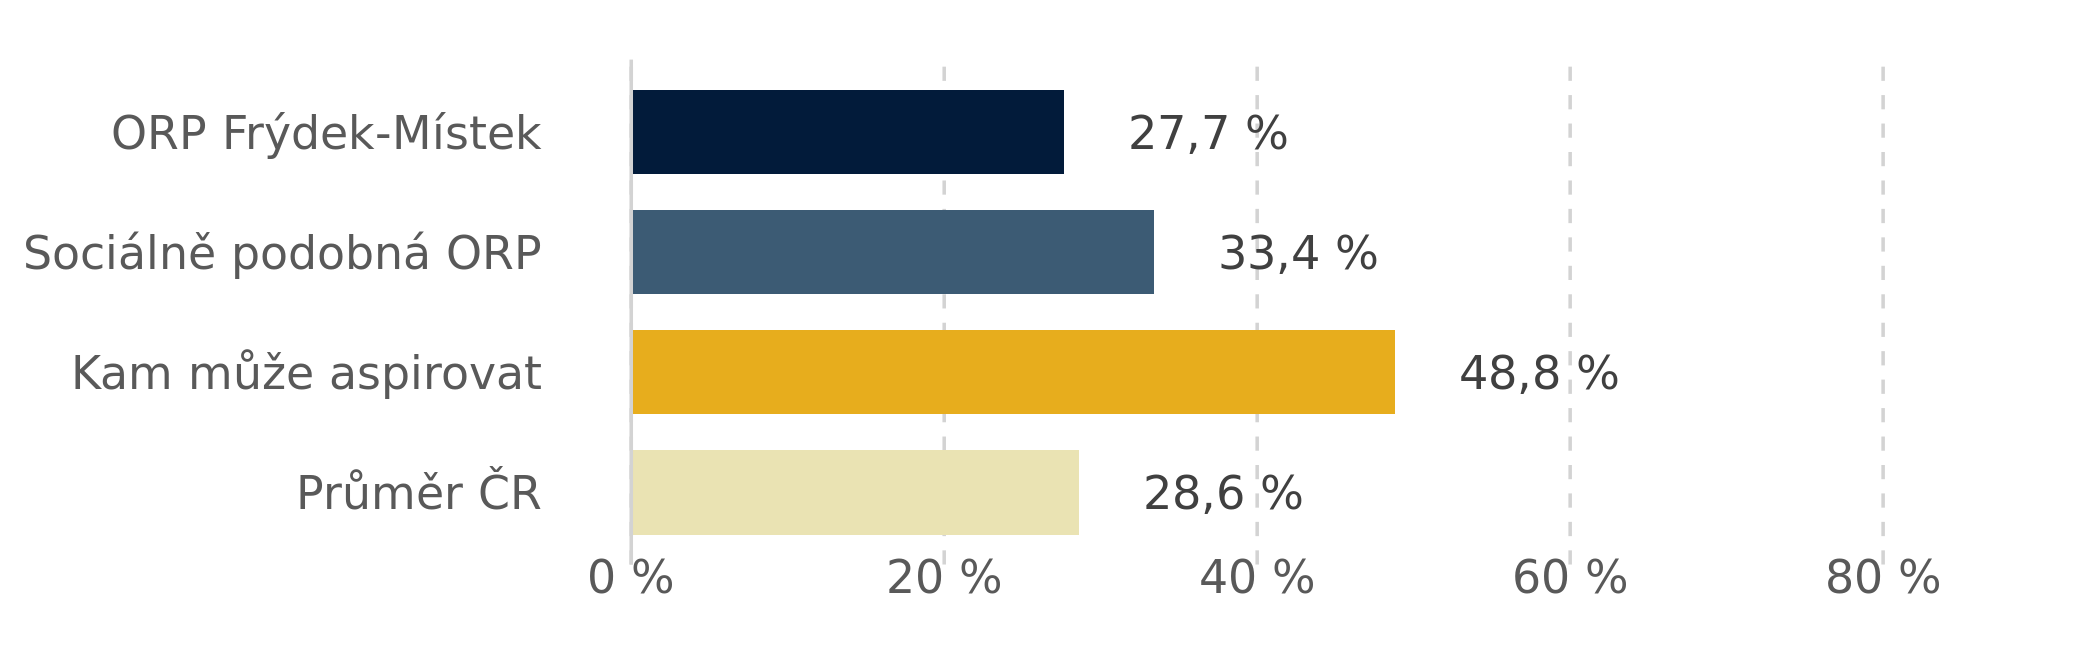 ORP Frýdek-Místek 27,7 %
Sociálně podobná ORP 33,4 %
Kam může aspirovat 48,8 %
Průměr ČR 28,6 %
0 % 20 % 40 % 60 % 80 %